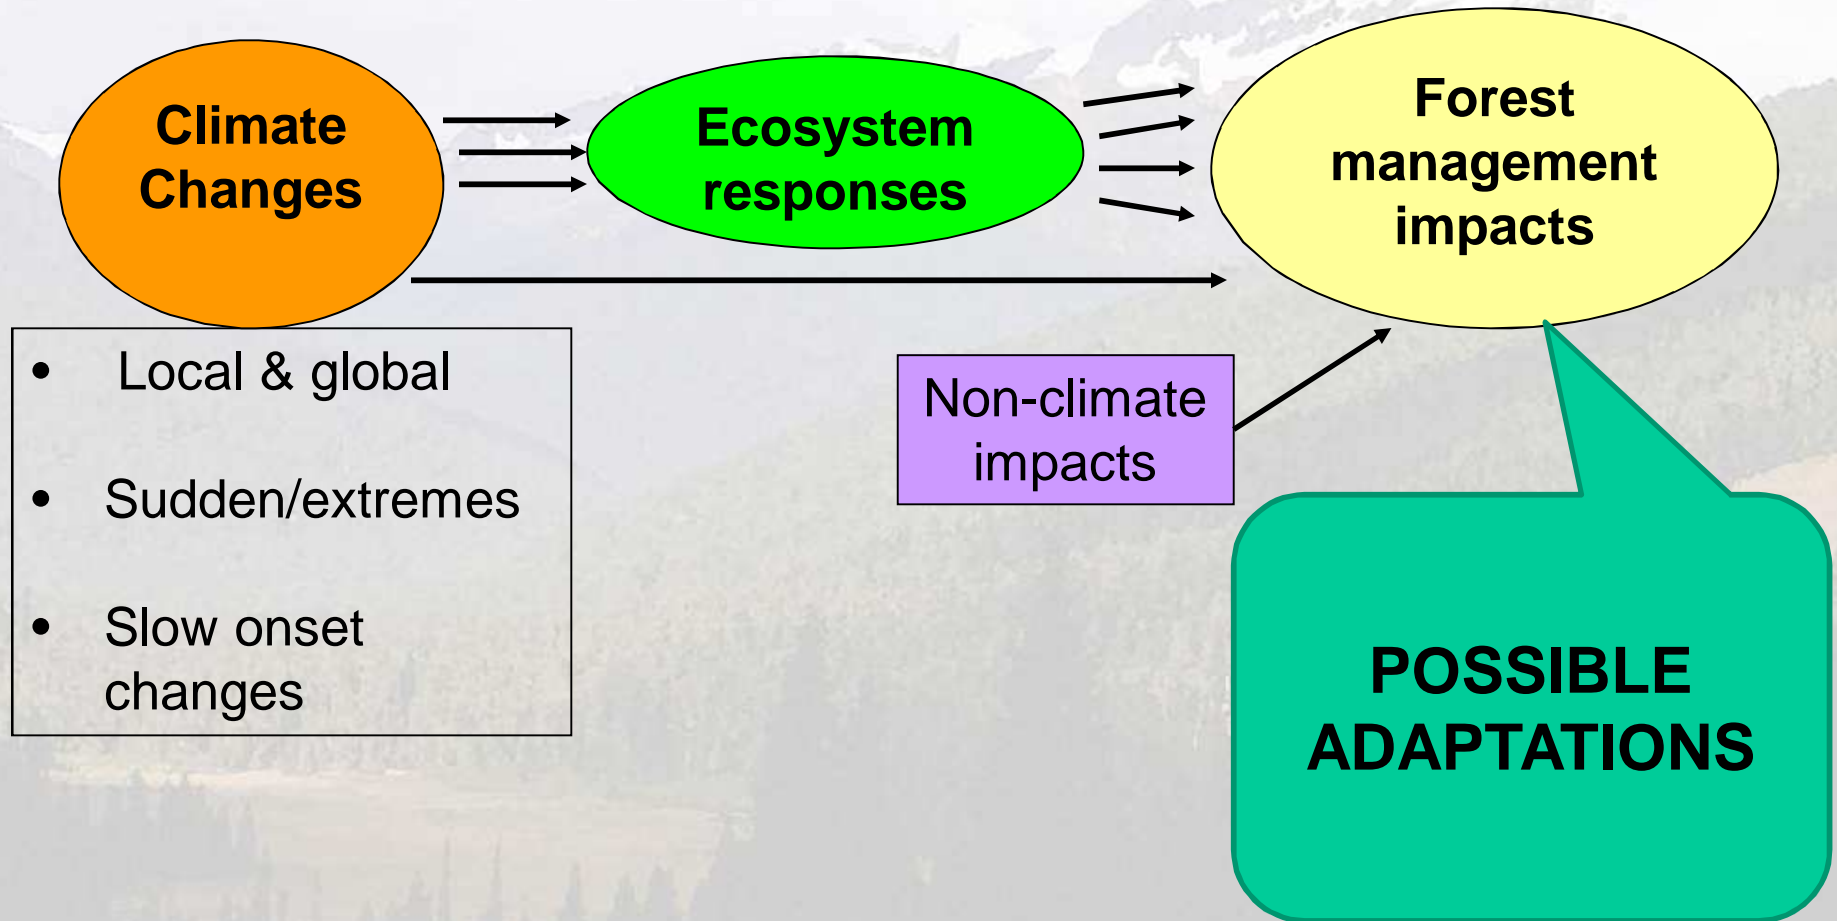 Climate
Changes
Ecosystem
responses
Forest
management
impacts
• Local & global
• Sudden/extremes
• Slow onset
changes
Non-climate
impacts
POSSIBLE
ADAPTATIONS